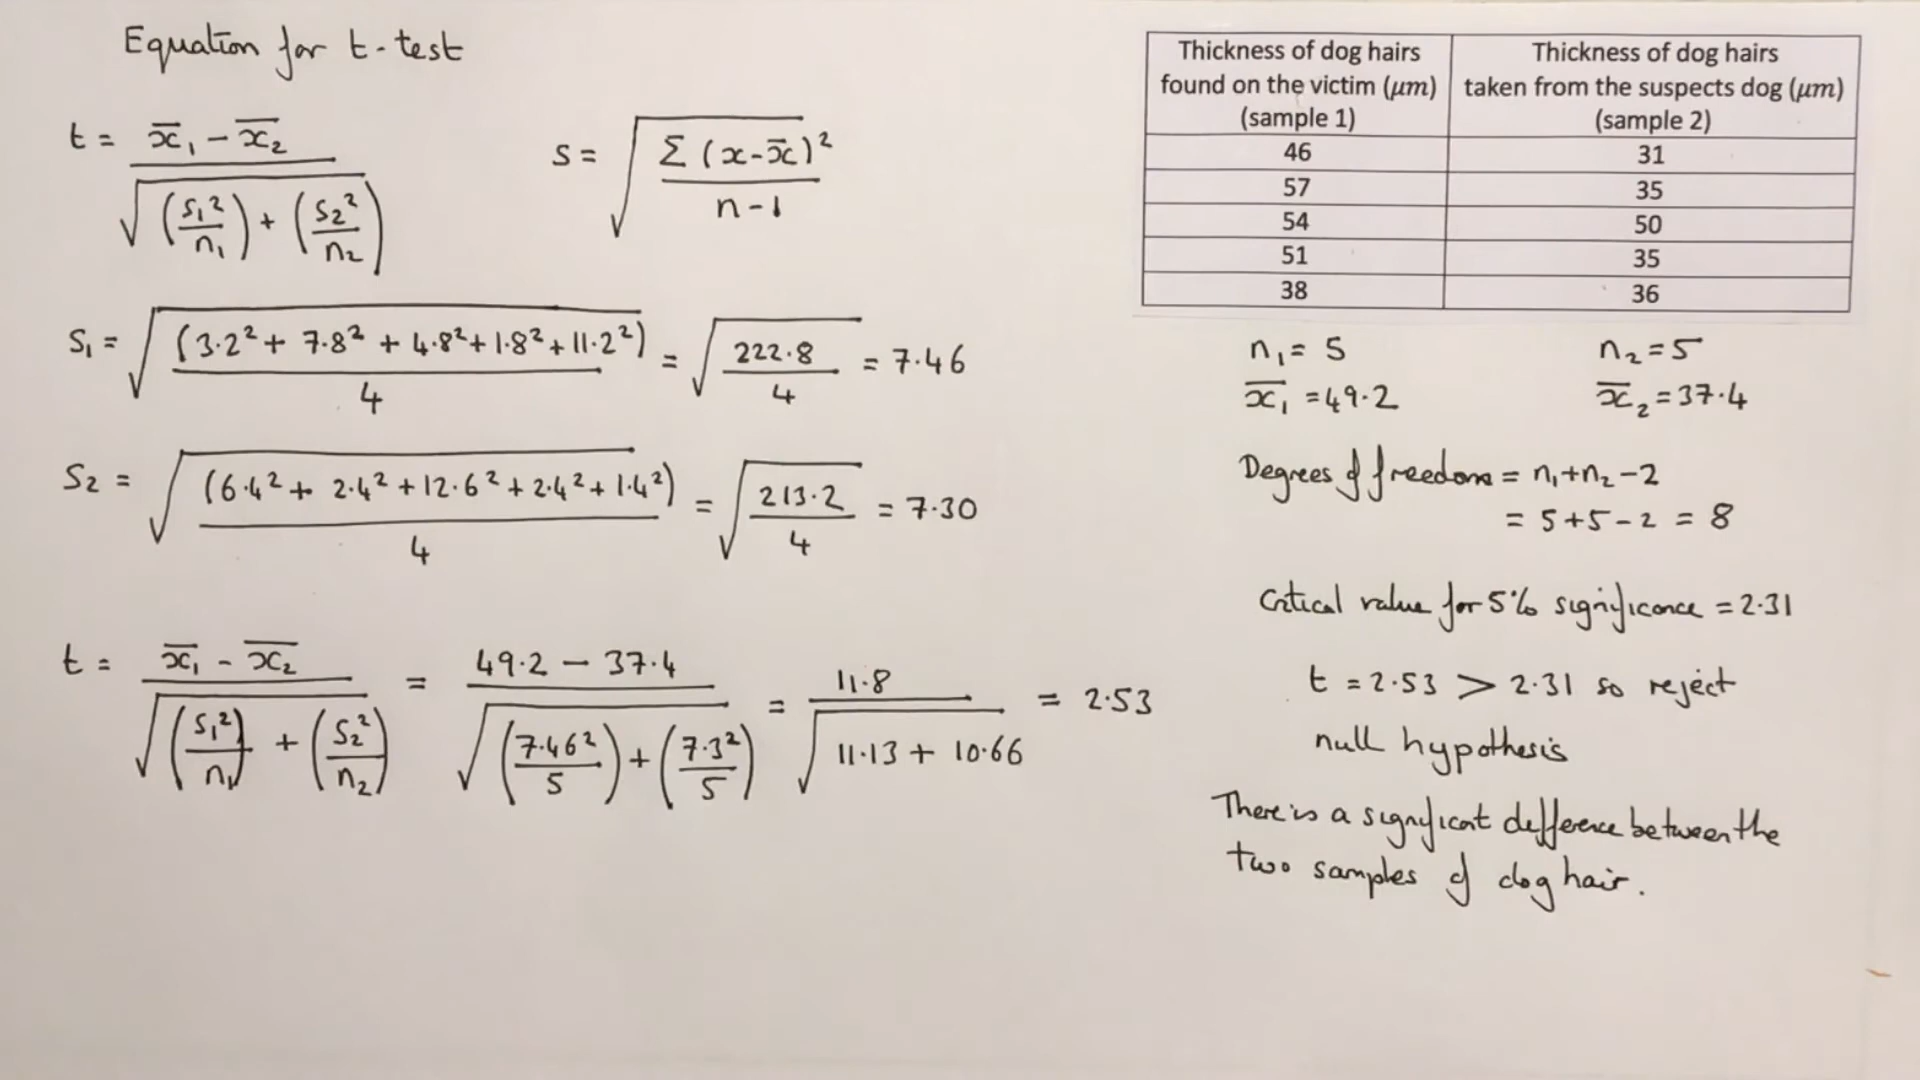 Equation for t-test
t = x̄₁ - x̄₂ / √((s₁²/n₁) + (s₂²/n₂))
s = √(Σ(x-x̄)² / n-1)
S₁ = √((3·2² + 7·8² + 4·8² + 1·8² + 11·2²) / 4) = √(222·8 / 4) = 7·46
S₂ = √((6·4² + 2·4² + 12·6² + 2·4² + 1·4²) / 4) = √(213·2 / 4) = 7·30
t = x̄₁ - x̄₂ / √((s₁²/n₁) + (s₂²/n₂)) = 49·2 - 37·4 / √((7·46²/5) + (7·3²/5)) = 11·8 / √(11·13 + 10·66) = 2·53
Thickness of dog hairs
found on the victim (μm)
(sample 1)
Thickness of dog hairs
taken from the suspects dog (μm)
(sample 2)
46 31
57 35
54 50
51 35
38 36
n₁ = 5 n₂ = 5
x̄₁ = 49·2 x̄₂ = 37·4
Degrees of freedom = n₁+n₂-2
= 5+5-2 = 8
Critical value for 5% significance = 2·31
t = 2·53 > 2·31 so reject
null hypothesis
There is a significant difference between the
two samples of dog hair.